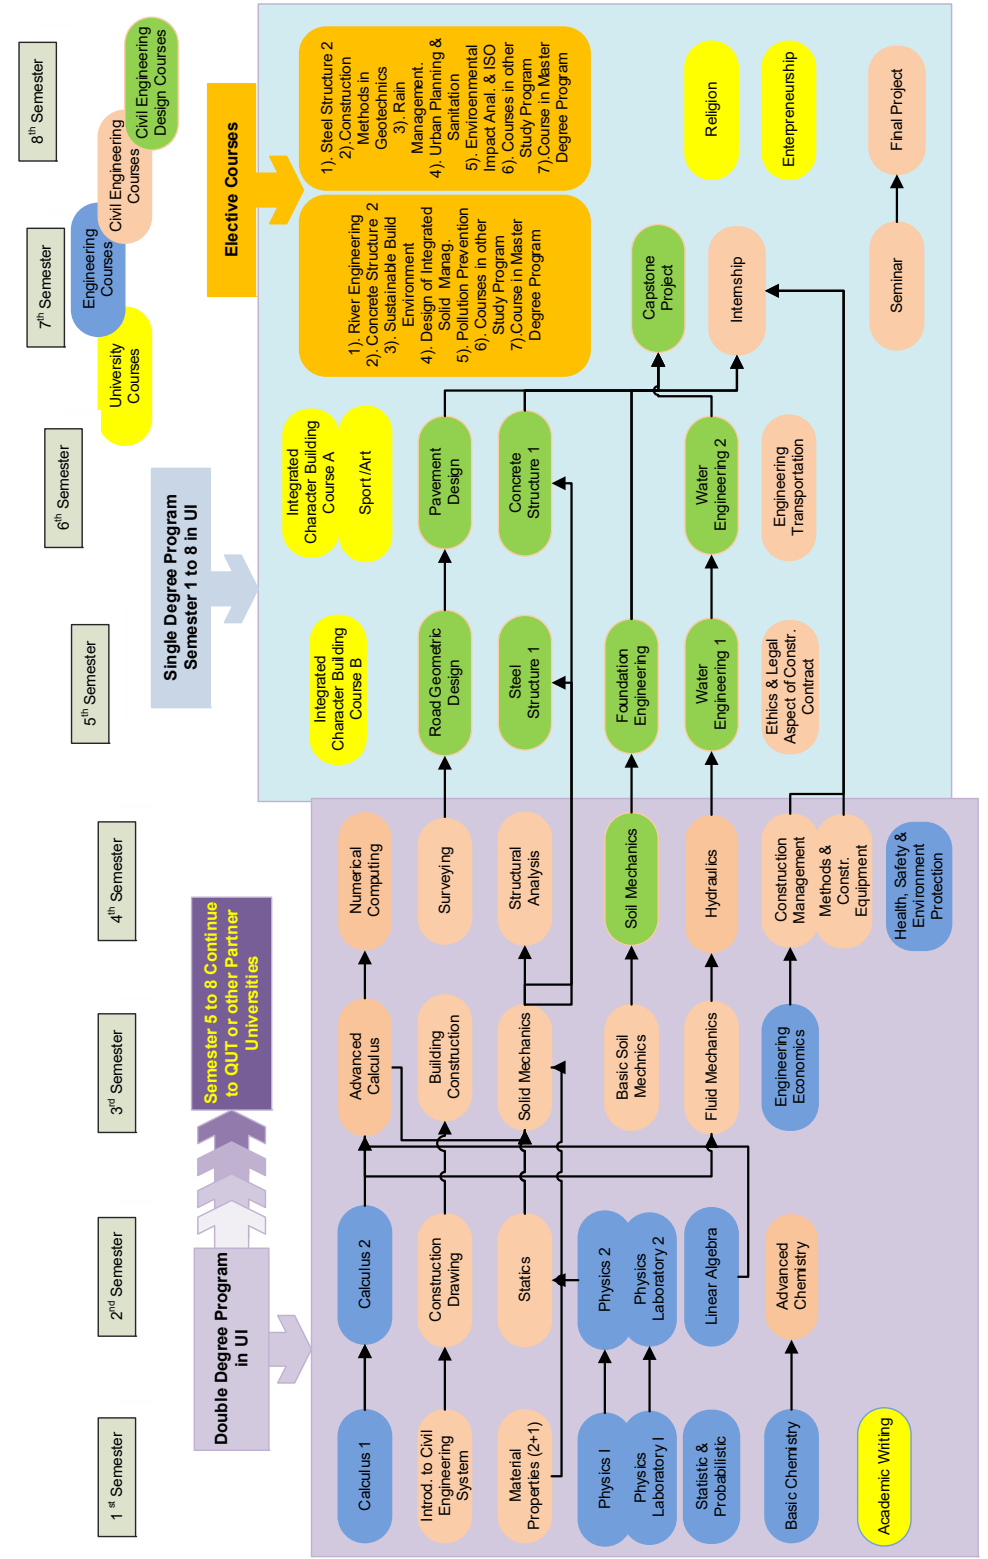 1st Semester
2nd Semester
3rd Semester
4th Semester
5th Semester
6th Semester
7th Semester
8th Semester
University
Courses
Engineering
Courses
Civil Engineering
Courses
Civil Engineering
Design Courses
Double Degree Program
in UI
Semester 5 to 8 Continue
to QUT or other Partner
Universities
Single Degree Program
Semester 1 to 8 in UI
Elective Courses
Calculus 1
Introd. to Civil
Engineering
System
Material
Properties (2+1)
Physics I
Physics
Laboratory I
Statistic &
Probabilistic
Basic Chemistry
Academic Writing
Calculus 2
Construction
Drawing
Statics
Physics 2
Physics
Laboratory 2
Linear Algebra
Advanced
Chemistry
Advanced
Calculus
Building
Construction
Solid Mechanics
Basic Soil
Mechnics
Fluid Mechanics
Engineering
Economics
Numerical
Computing
Surveying
Structural
Analysis
Soil Mechanics
Hydraulics
Construction
Management
Methods &
Constr.
Equipment
Health, Safety &
Environment
Protection
Integrated
Character Building
Course B
Road Geometric
Design
Steel
Structure 1
Foundation
Engineering
Water
Engineering 1
Ethics & Legal
Aspect of Constr.
Contract
Integrated
Character Building
Course A
Sport /Art
Pavement
Design
Concrete
Structure 1
Water
Engineering 2
Engineering
Transportation
1). River Engineering
2). Concrete Structure 2
3). Sustainable Build
Environment
4). Design of Integrated
Solid Manag.
5). Pollution Prevention
6). Courses in other
Study Program
7).Course in Master
Degree Program
Capstone
Project
Internship
Seminar
1). Steel Structure 2
2).Construction
Methods in
Geotechnics
3). Rain
Management.
4). Urban Planning &
Sanitation
5). Envioenmental
Impact Anal. & ISO
6). Courses in other
Study Program
7).Course in Master
Degree Program
Religion
Enterpreneurship
Final Project